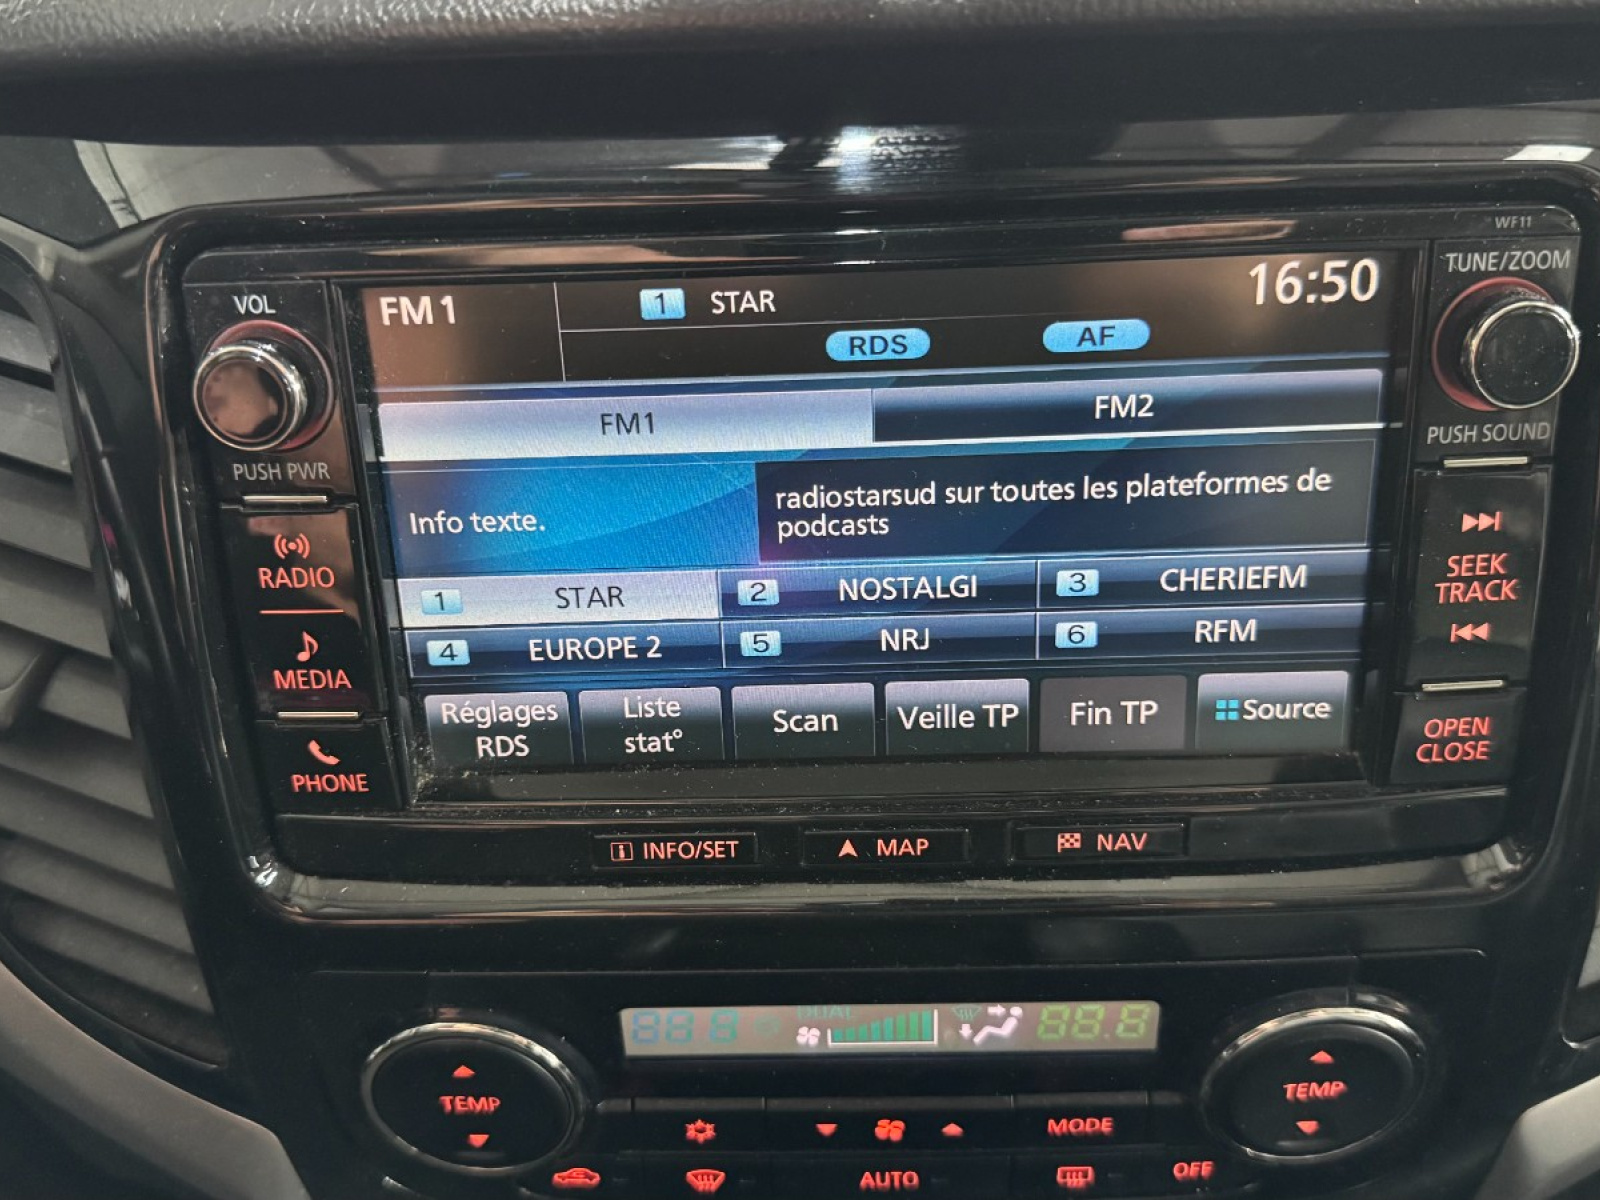 WF11
VOL
TUNE/ZOOM
FM 1
1 STAR
16:50
RDS AF
FM1 FM2
PUSH PWR
PUSH SOUND
Info texte.
radiostarsud sur toutes les plateformes de
podcasts
RADIO
SEEK
TRACK
1 STAR 2 NOSTALGI 3 CHERIEFM
4 EUROPE 2 5 NRJ 6 RFM
MEDIA
Réglages
RDS
Liste
stat°
Scan
Veille TP
Fin TP
Source
OPEN
CLOSE
PHONE
INFO/SET MAP NAV
DUAL
88.8
TEMP
TEMP
MODE
AUTO
OFF